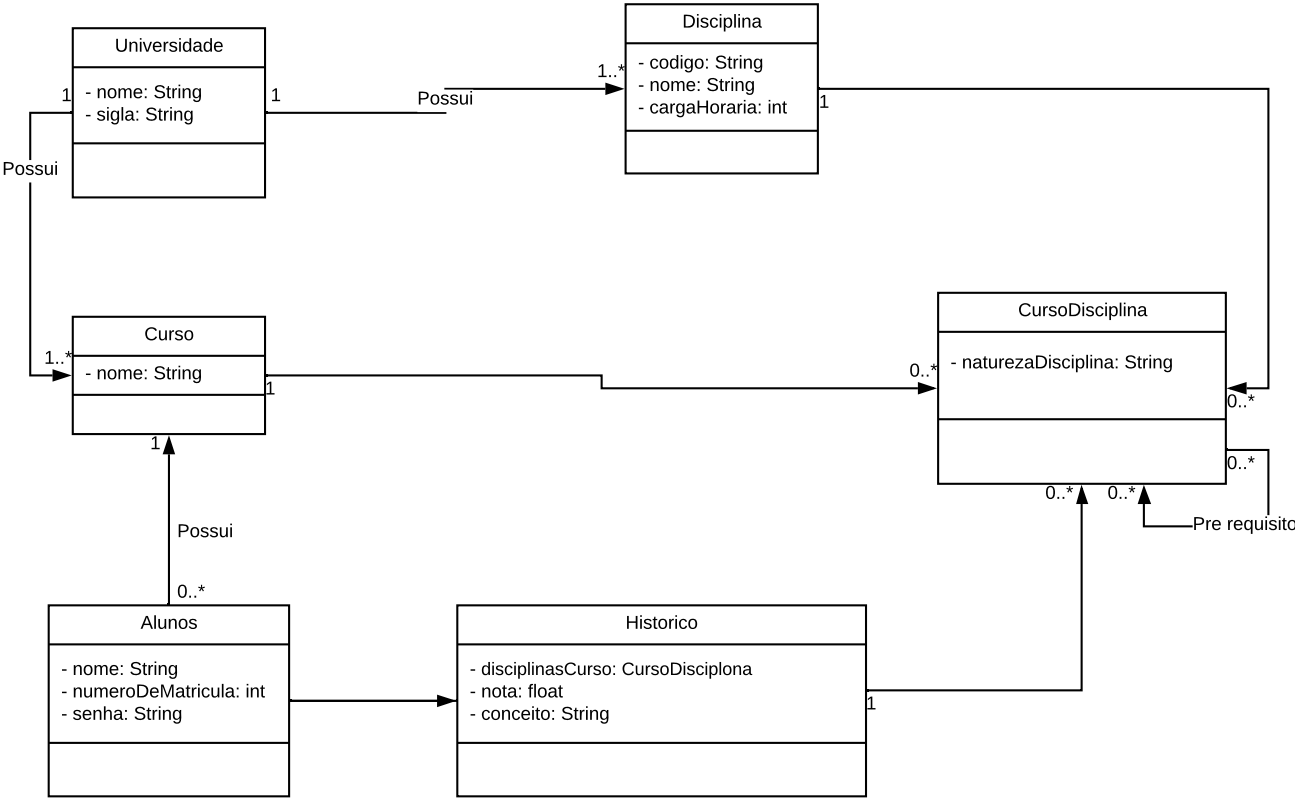 Universidade
- nome: String
- sigla: String
1
1
Possui
Possui
1..*
Disciplina
- codigo: String
- nome: String
- cargaHoraria: int
1
Curso
- nome: String
1..*
1
1
0..*
CursoDisciplina
- naturezaDisciplina: String
0..*
0..*
0..*
0..*
Pre requisito
Possui
0..*
Alunos
- nome: String
- numeroDeMatricula: int
- senha: String
Historico
- disciplinasCurso: CursoDisciplona
- nota: float
- conceito: String
1